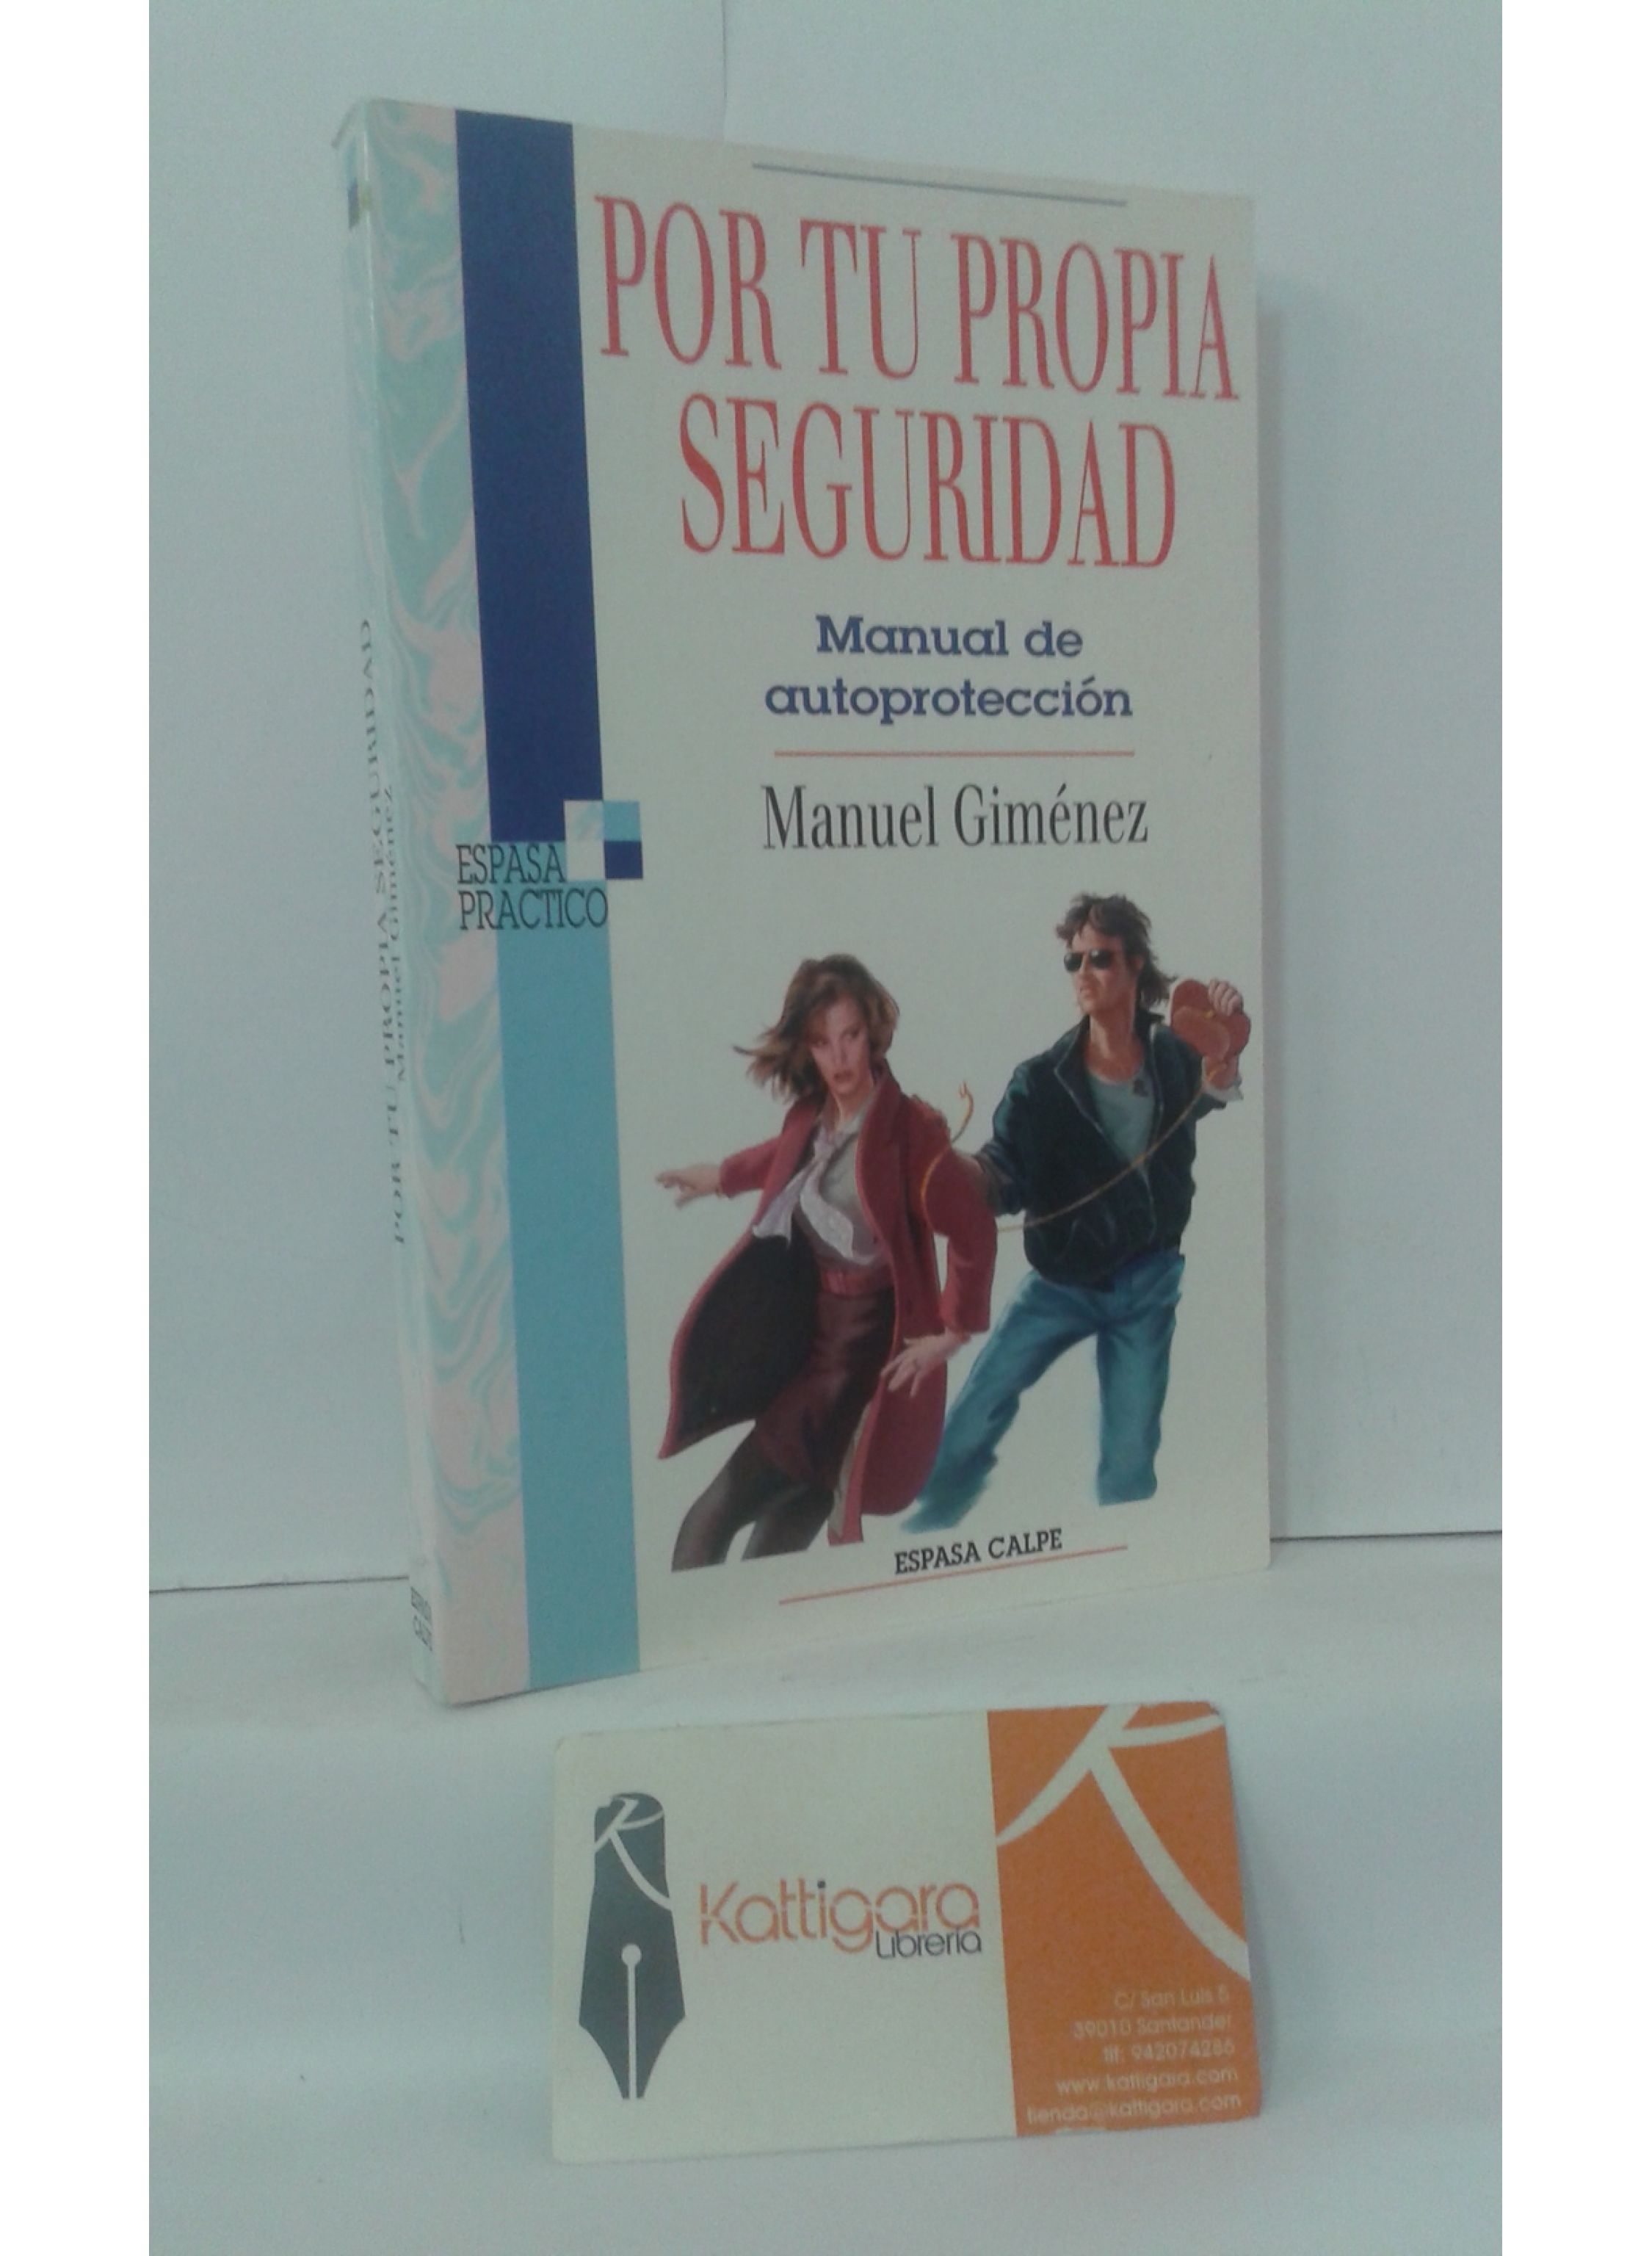 POR TU PROPIA
SEGURIDAD
Manual de
autoprotección
Manuel Giménez
ESPASA
PRACTICO
ESPASA CALPE
POR TU PROPIA SEGURIDAD
Manuel Giménez
Kattigara
Librería
C/ San Luis 5
39010 Santander
tlf: 942074286
www.kattigara.com
tienda@kattigara.com